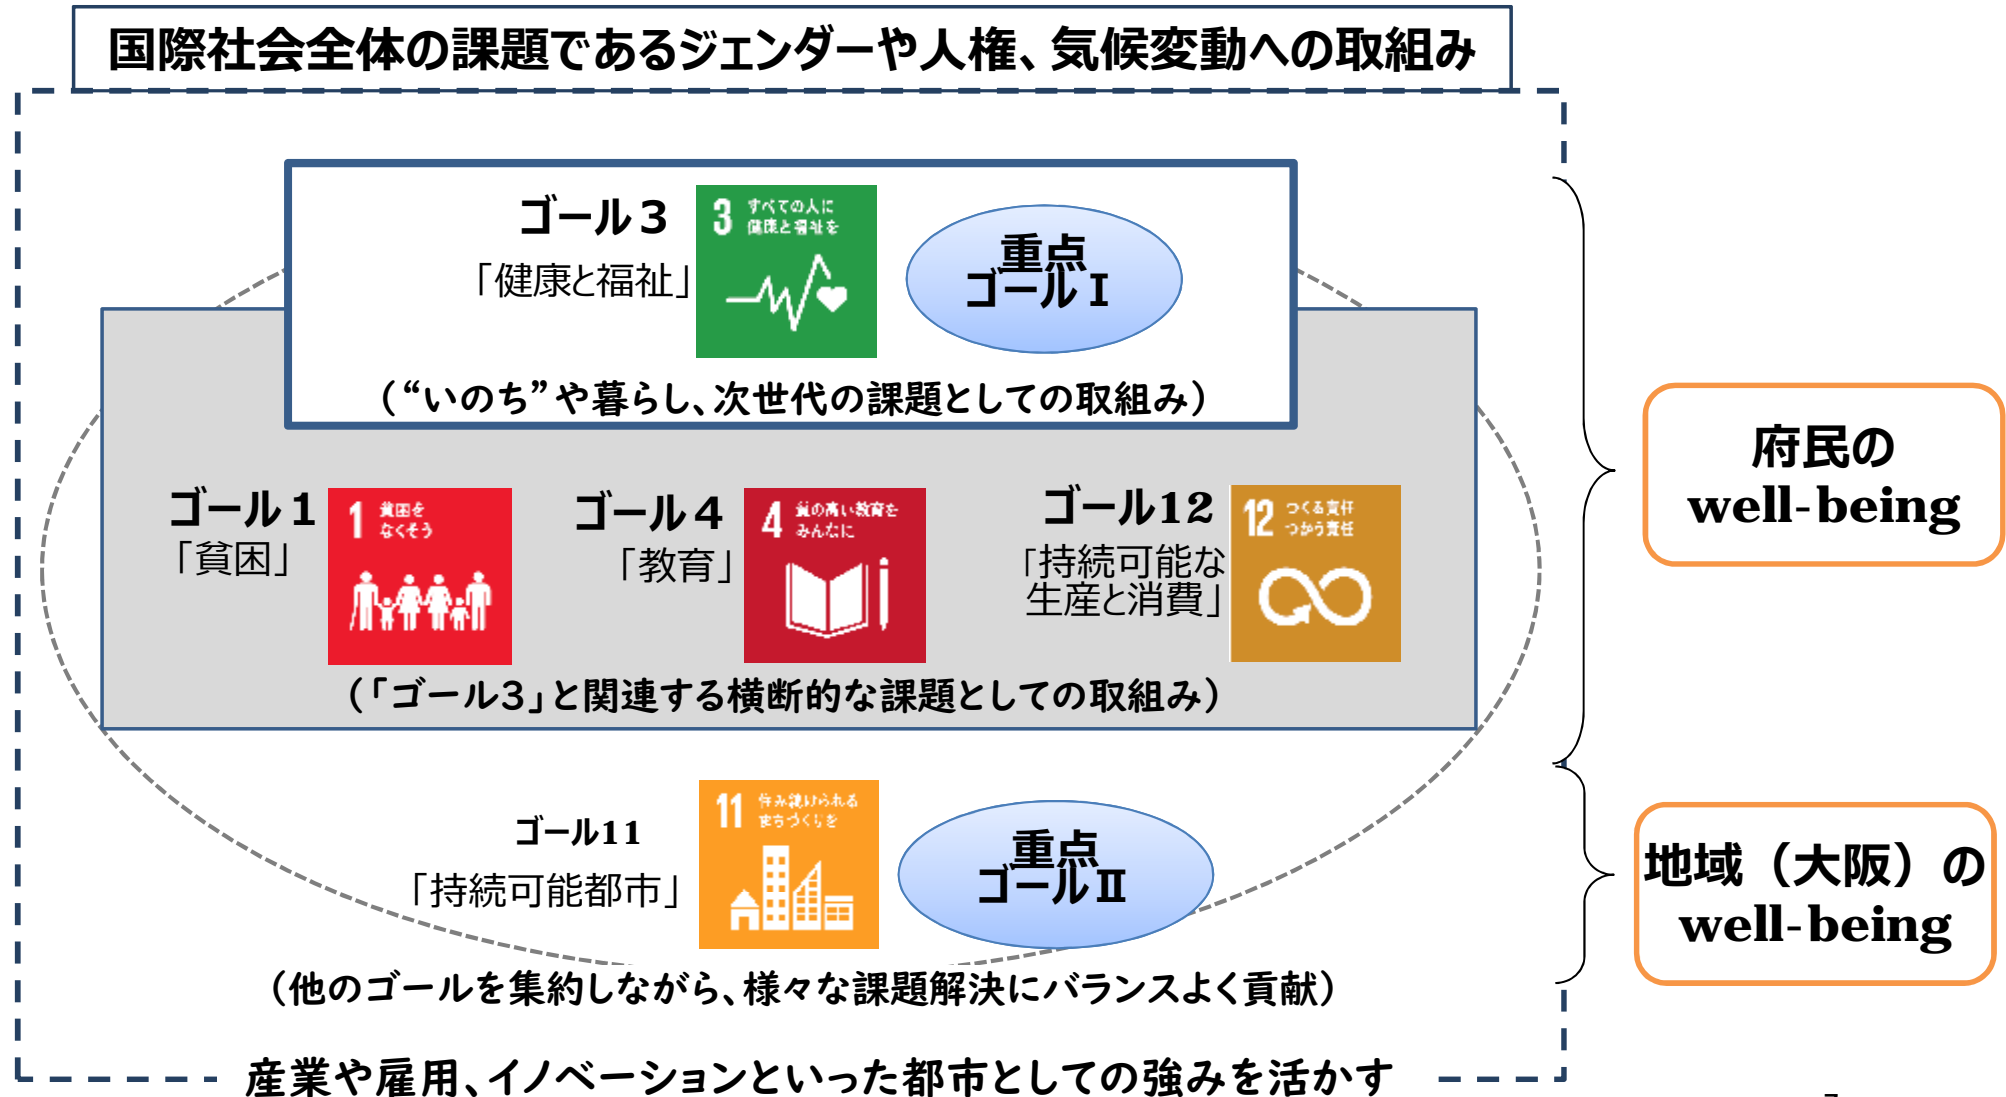 国際社会全体の課題であるジェンダーや人権、気候変動への取組み
ゴール３
「健康と福祉」
3 すべての人に
健康と福祉を
重点
ゴールⅠ
（“いのち”や暮らし、次世代の課題としての取組み）
ゴール１
「貧困」
1 貧困を
なくそう
ゴール４
「教育」
4 質の高い教育を
みんなに
ゴール12
「持続可能な
生産と消費」
12 つくる責任
つかう責任
（「ゴール３」と関連する横断的な課題としての取組み）
ゴール11
「持続可能都市」
11 住み続けられる
まちづくりを
重点
ゴールⅡ
（他のゴールを集約しながら、様々な課題解決にバランスよく貢献）
産業や雇用、イノベーションといった都市としての強みを活かす
府民の
well-being
地域（大阪）の
well-being